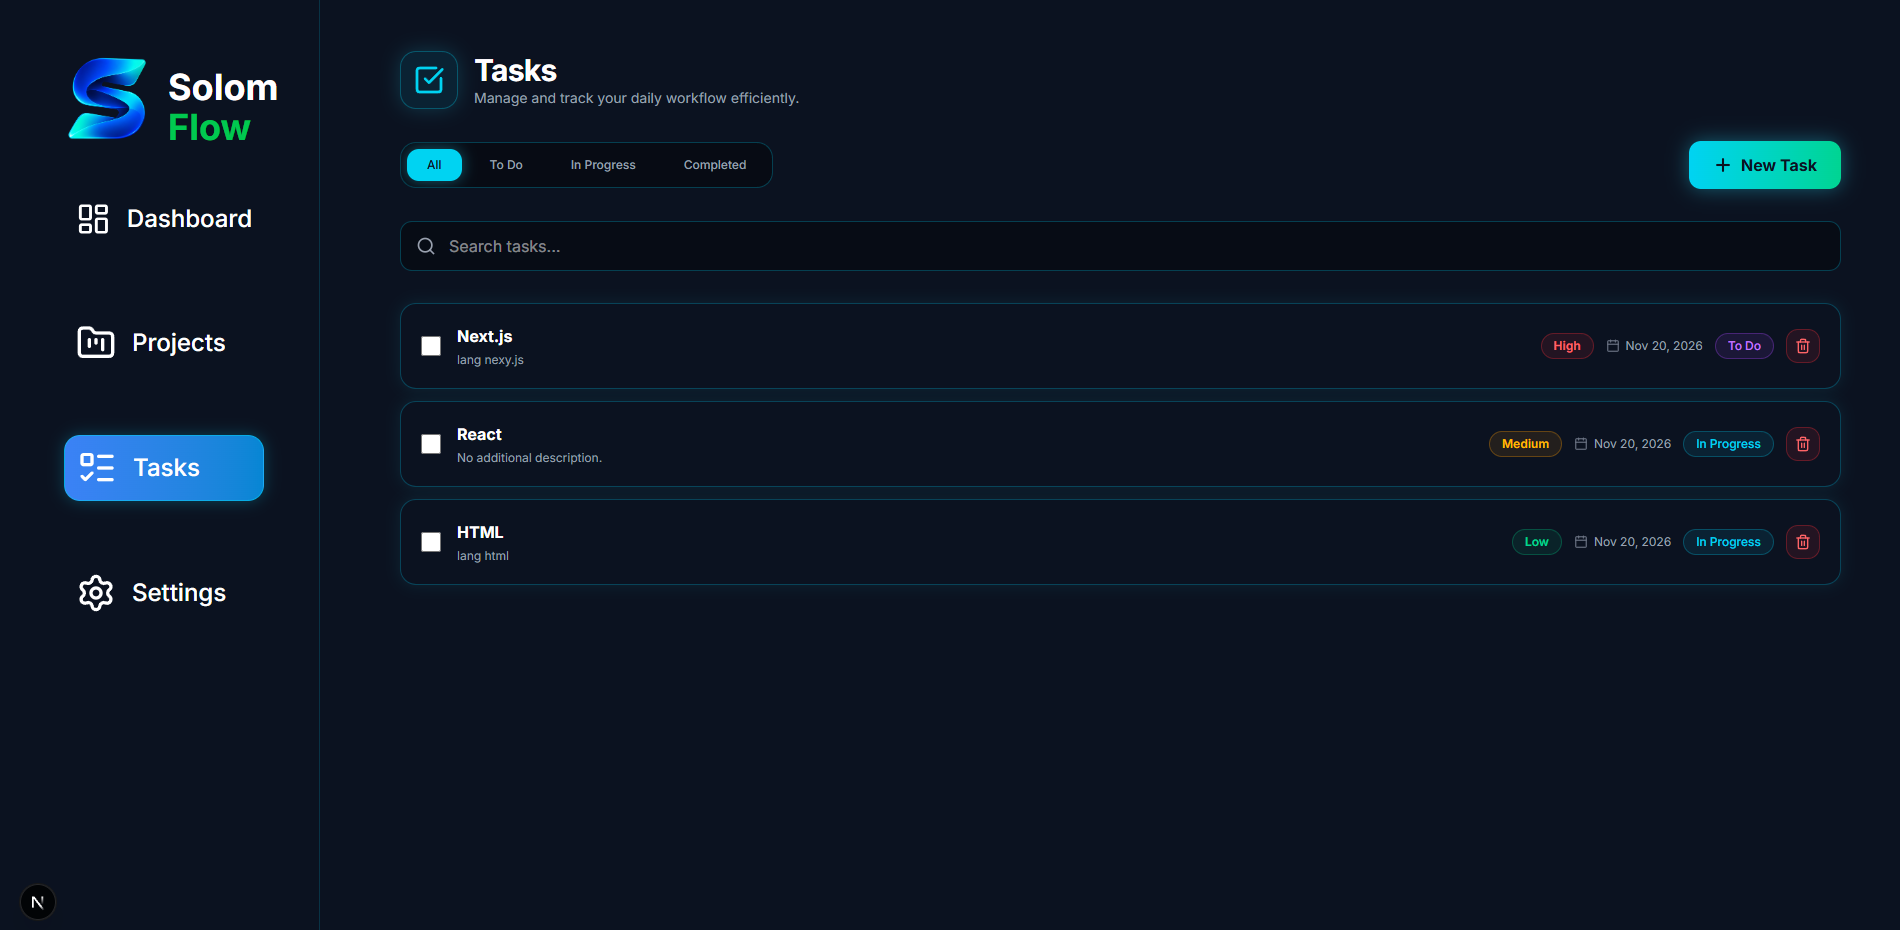 Solom
Flow
Dashboard
Projects
Tasks
Settings
Tasks
Manage and track your daily workflow efficiently.
All
To Do
In Progress
Completed
+ New Task
Search tasks...
Next.js
lang nexy.js
High
Nov 20, 2026
To Do
React
No additional description.
Medium
Nov 20, 2026
In Progress
HTML
lang html
Low
Nov 20, 2026
In Progress
N